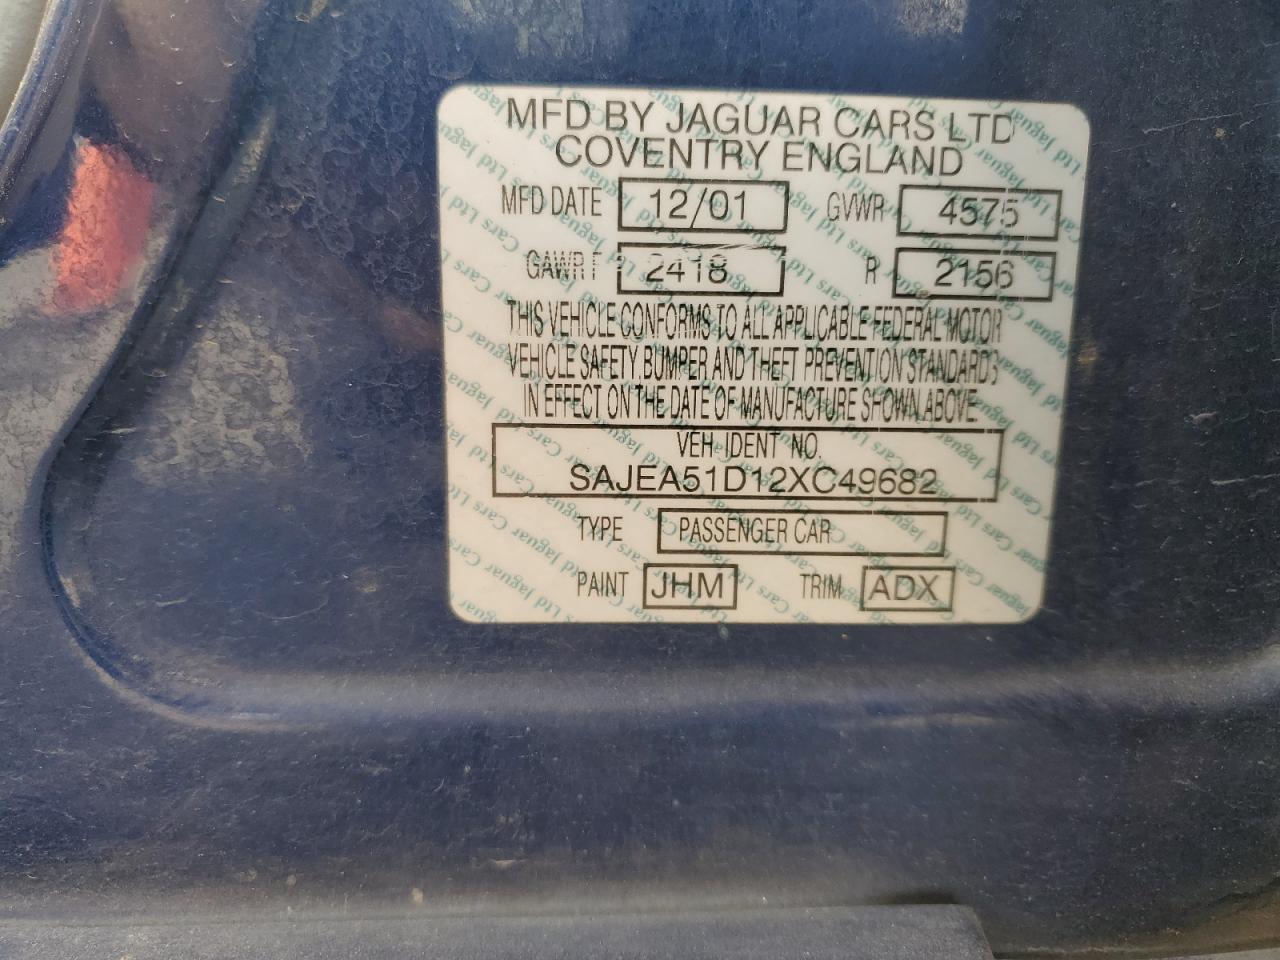 MFD BY JAGUAR CARS LTD
COVENTRY ENGLAND
MFD DATE 12/01 GVWR 4575
GAWR F 2418 R 2156
THIS VEHICLE CONFORMS TO ALL APPLICABLE FEDERAL MOTOR
VEHICLE SAFETY, BUMPER AND THEFT PREVENTION STANDARDS
IN EFFECT ON THE DATE OF MANUFACTURE SHOWN ABOVE.
VEH IDENT NO.
SAJEA51D12XC49682
TYPE PASSENGER CAR
PAINT JHM TRIM ADX